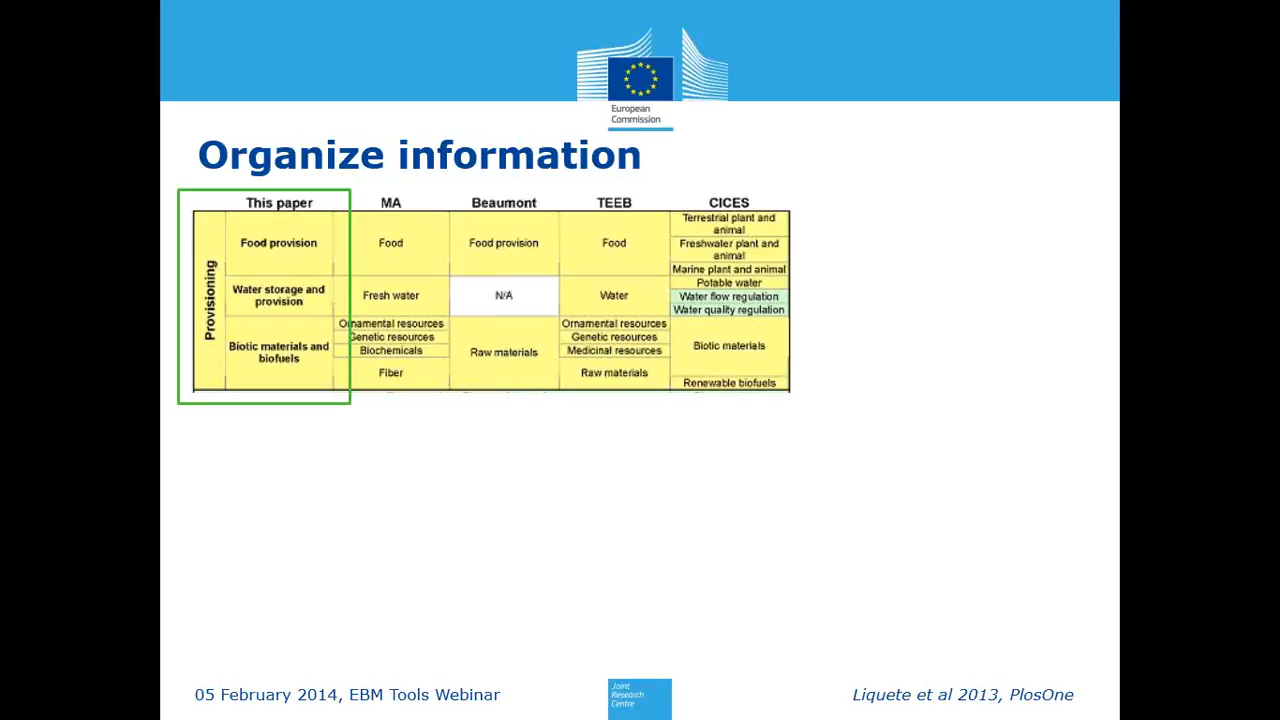 European
Commission
Organize information
This paper MA Beaumont TEEB CICES
Provisioning
Food provision Food Food provision Food
Terrestrial plant and
animal
Freshwater plant and
animal
Marine plant and animal
Water storage and
provision
Fresh water N/A Water
Potable water
Water flow regulation
Water quality regulation
Biotic materials and
biofuels
Ornamental resources
Genetic resources
Biochemicals
Fiber
Raw materials
Ornamental resources
Genetic resources
Medicinal resources
Raw materials
Biotic materials
Renewable biofuels
05 February 2014, EBM Tools Webinar
Joint
Research
Centre
Liquete et al 2013, PlosOne